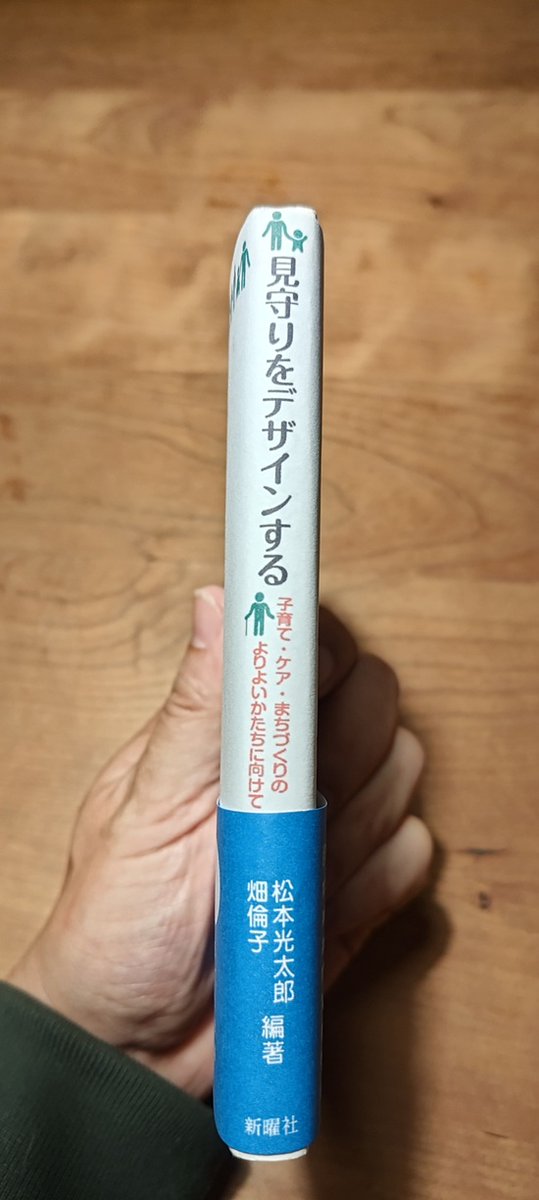 見守りをデザインする
子育て・ケア・まちづくりの
よりよいかたちに向けて
松本光太郎
畑倫子
編著
新曜社